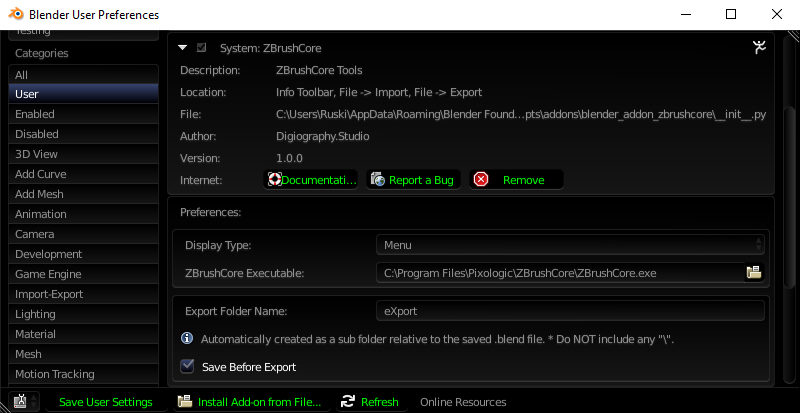 Blender User Preferences
Testing
Categories
All
User
Enabled
Disabled
3D View
Add Curve
Add Mesh
Animation
Camera
Development
Game Engine
Import-Export
Lighting
Material
Mesh
Motion Tracking
System: ZBrushCore
Description: ZBrushCore Tools
Location: Info Toolbar, File -> Import, File -> Export
File: C:\Users\Ruski\AppData\Roaming\Blender Found...pts\addons\blender_addon_zbrushcore\__init__.py
Author: Digiography.Studio
Version: 1.0.0
Internet: Documentati... Report a Bug Remove
Preferences:
Display Type: Menu
ZBrushCore Executable: C:\Program Files\Pixologic\ZBrushCore\ZBrushCore.exe
Export Folder Name: eXport
Automatically created as a sub folder relative to the saved .blend file. * Do NOT include any "\".
Save Before Export
Save User Settings Install Add-on from File... Refresh Online Resources